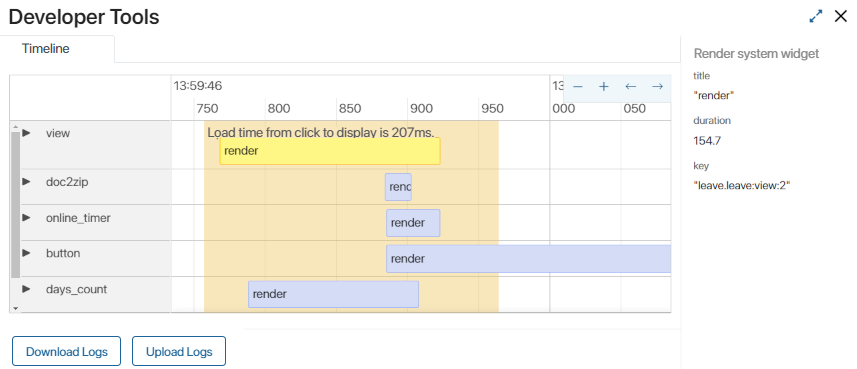 Developer Tools
Timeline
13:59:46
13
− + ← →
750 800 850 900 950 000 050
view
Load time from click to display is 207ms.
render
doc2zip
rend
online_timer
render
button
render
days_count
render
Download Logs
Upload Logs
Render system widget
title
"render"
duration
154.7
key
"leave.leave:view:2"